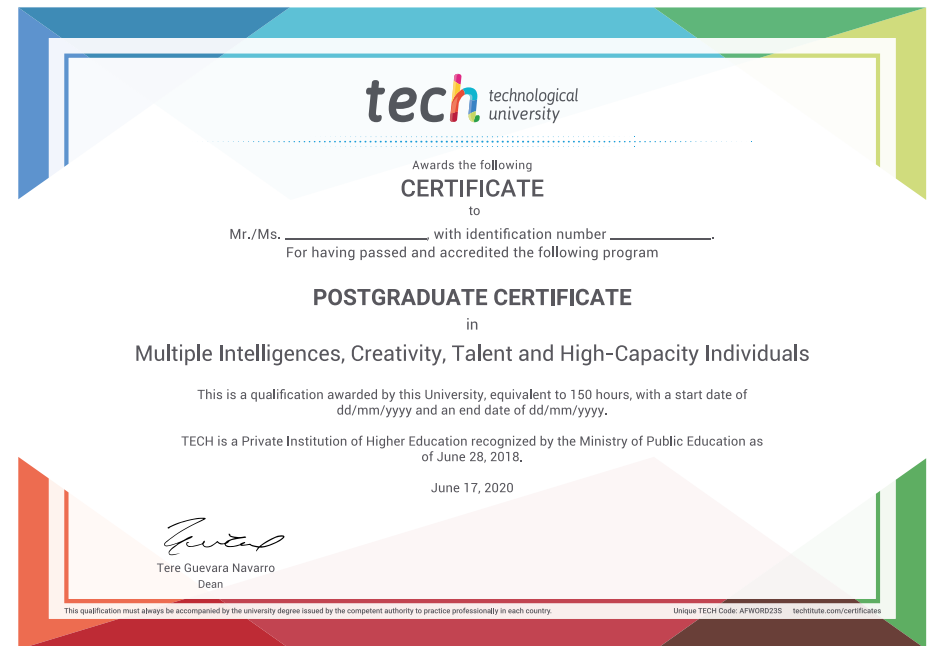 tech technological
university
Awards the following
CERTIFICATE
to
Mr./Ms. ____________________, with identification number ______________.
For having passed and accredited the following program
POSTGRADUATE CERTIFICATE
in
Multiple Intelligences, Creativity, Talent and High-Capacity Individuals
This is a qualification awarded by this University, equivalent to 150 hours, with a start date of
dd/mm/yyyy and an end date of dd/mm/yyyy.
TECH is a Private Institution of Higher Education recognized by the Ministry of Public Education as
of June 28, 2018.
June 17, 2020
Tere Guevara Navarro
Dean
This qualification must always be accompanied by the university degree issued by the competent authority to practice professionally in each country.
Unique TECH Code: AFWORD23S techtitute.com/certificates